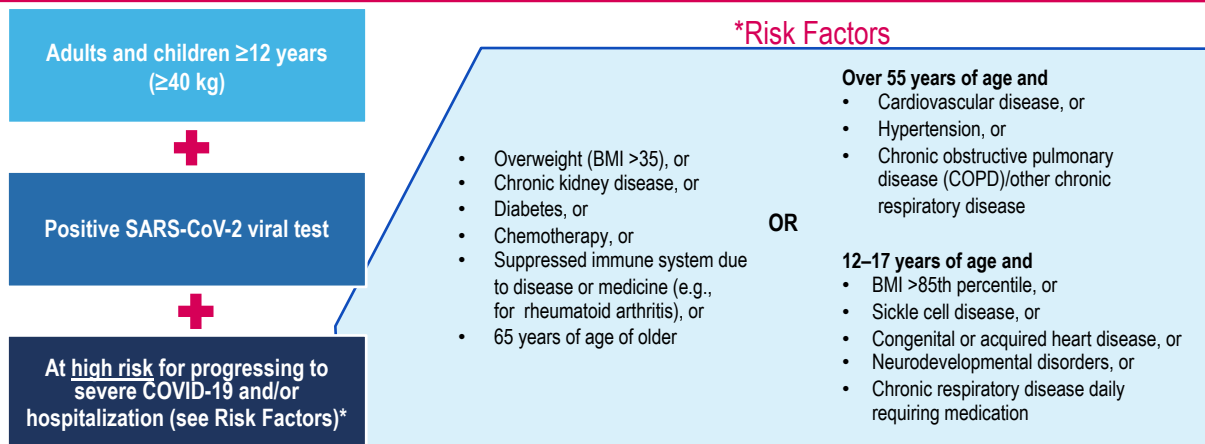 Adults and children ≥12 years
(≥40 kg)
Positive SARS-CoV-2 viral test
At high risk for progressing to
severe COVID-19 and/or
hospitalization (see Risk Factors)*
*Risk Factors
• Overweight (BMI >35), or
• Chronic kidney disease, or
• Diabetes, or
• Chemotherapy, or
• Suppressed immune system due
to disease or medicine (e.g.,
for rheumatoid arthritis), or
• 65 years of age of older
OR
Over 55 years of age and
• Cardiovascular disease, or
• Hypertension, or
• Chronic obstructive pulmonary
disease (COPD)/other chronic
respiratory disease
12–17 years of age and
• BMI >85th percentile, or
• Sickle cell disease, or
• Congenital or acquired heart disease, or
• Neurodevelopmental disorders, or
• Chronic respiratory disease daily
requiring medication